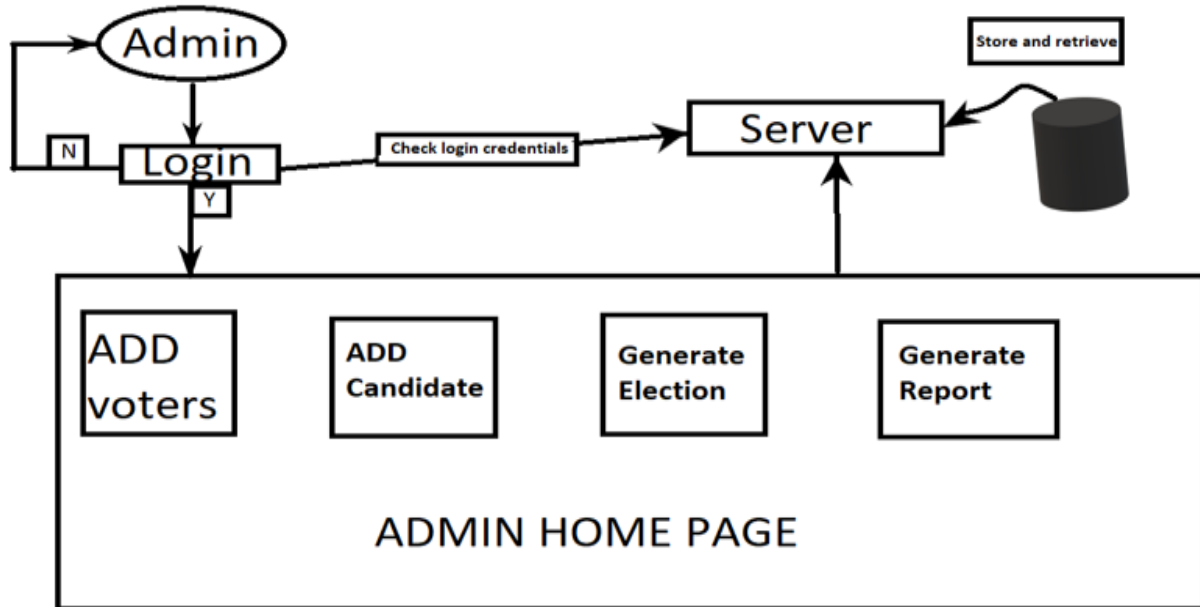 Admin
Store and retrieve
Server
N
Login
Check login credentials
Y
ADD
voters
ADD
Candidate
Generate
Election
Generate
Report
ADMIN HOME PAGE